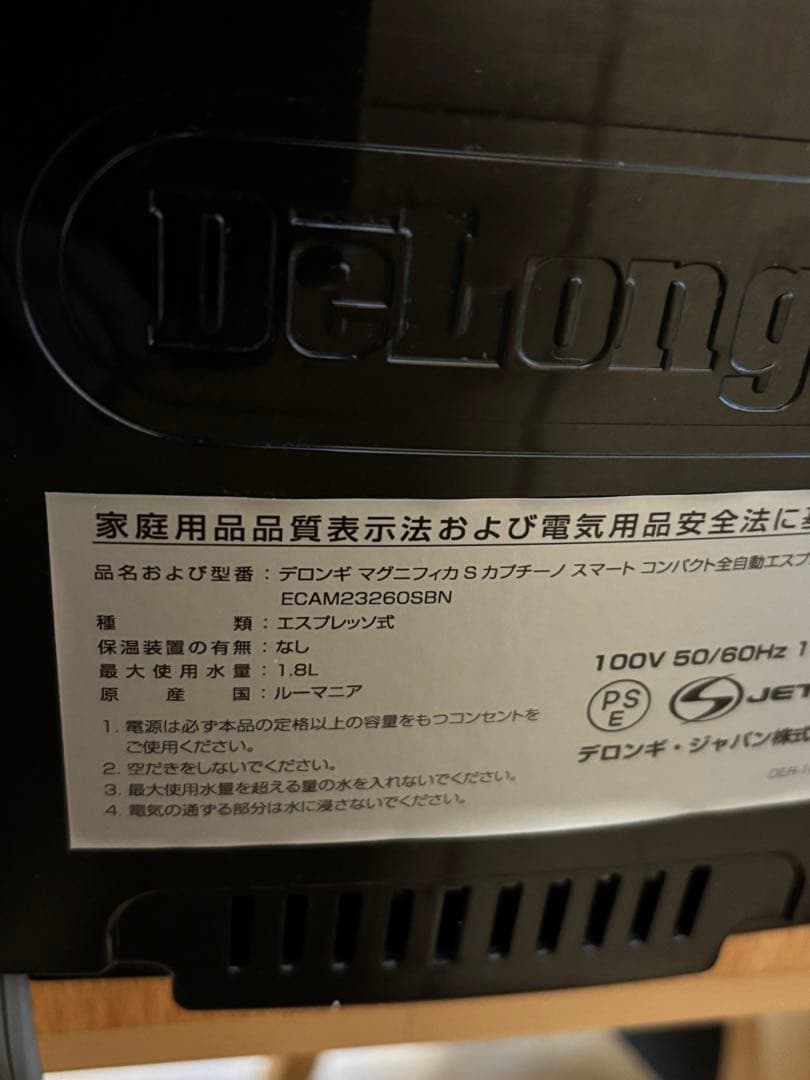 DeLong
家庭用品品質表示法および電気用品安全法に
品名および型番：デロンギ マグニフィカ S カプチーノ スマート コンパクト全自動エスプ
ECAM23260SBN
種類：エスプレッソ式
保温装置の有無：なし
最大使用水量：1.8L
原産国：ルーマニア
100V 50/60Hz 1
PSE
JET
デロンギ・ジャパン株式
1. 電源は必ず本品の定格以上の容量をもつコンセントを
ご使用ください。
2. 空だきをしないでください。
3. 最大使用水量を超える量の水を入れないでください。
4. 電気の通ずる部分は水に浸さないでください。